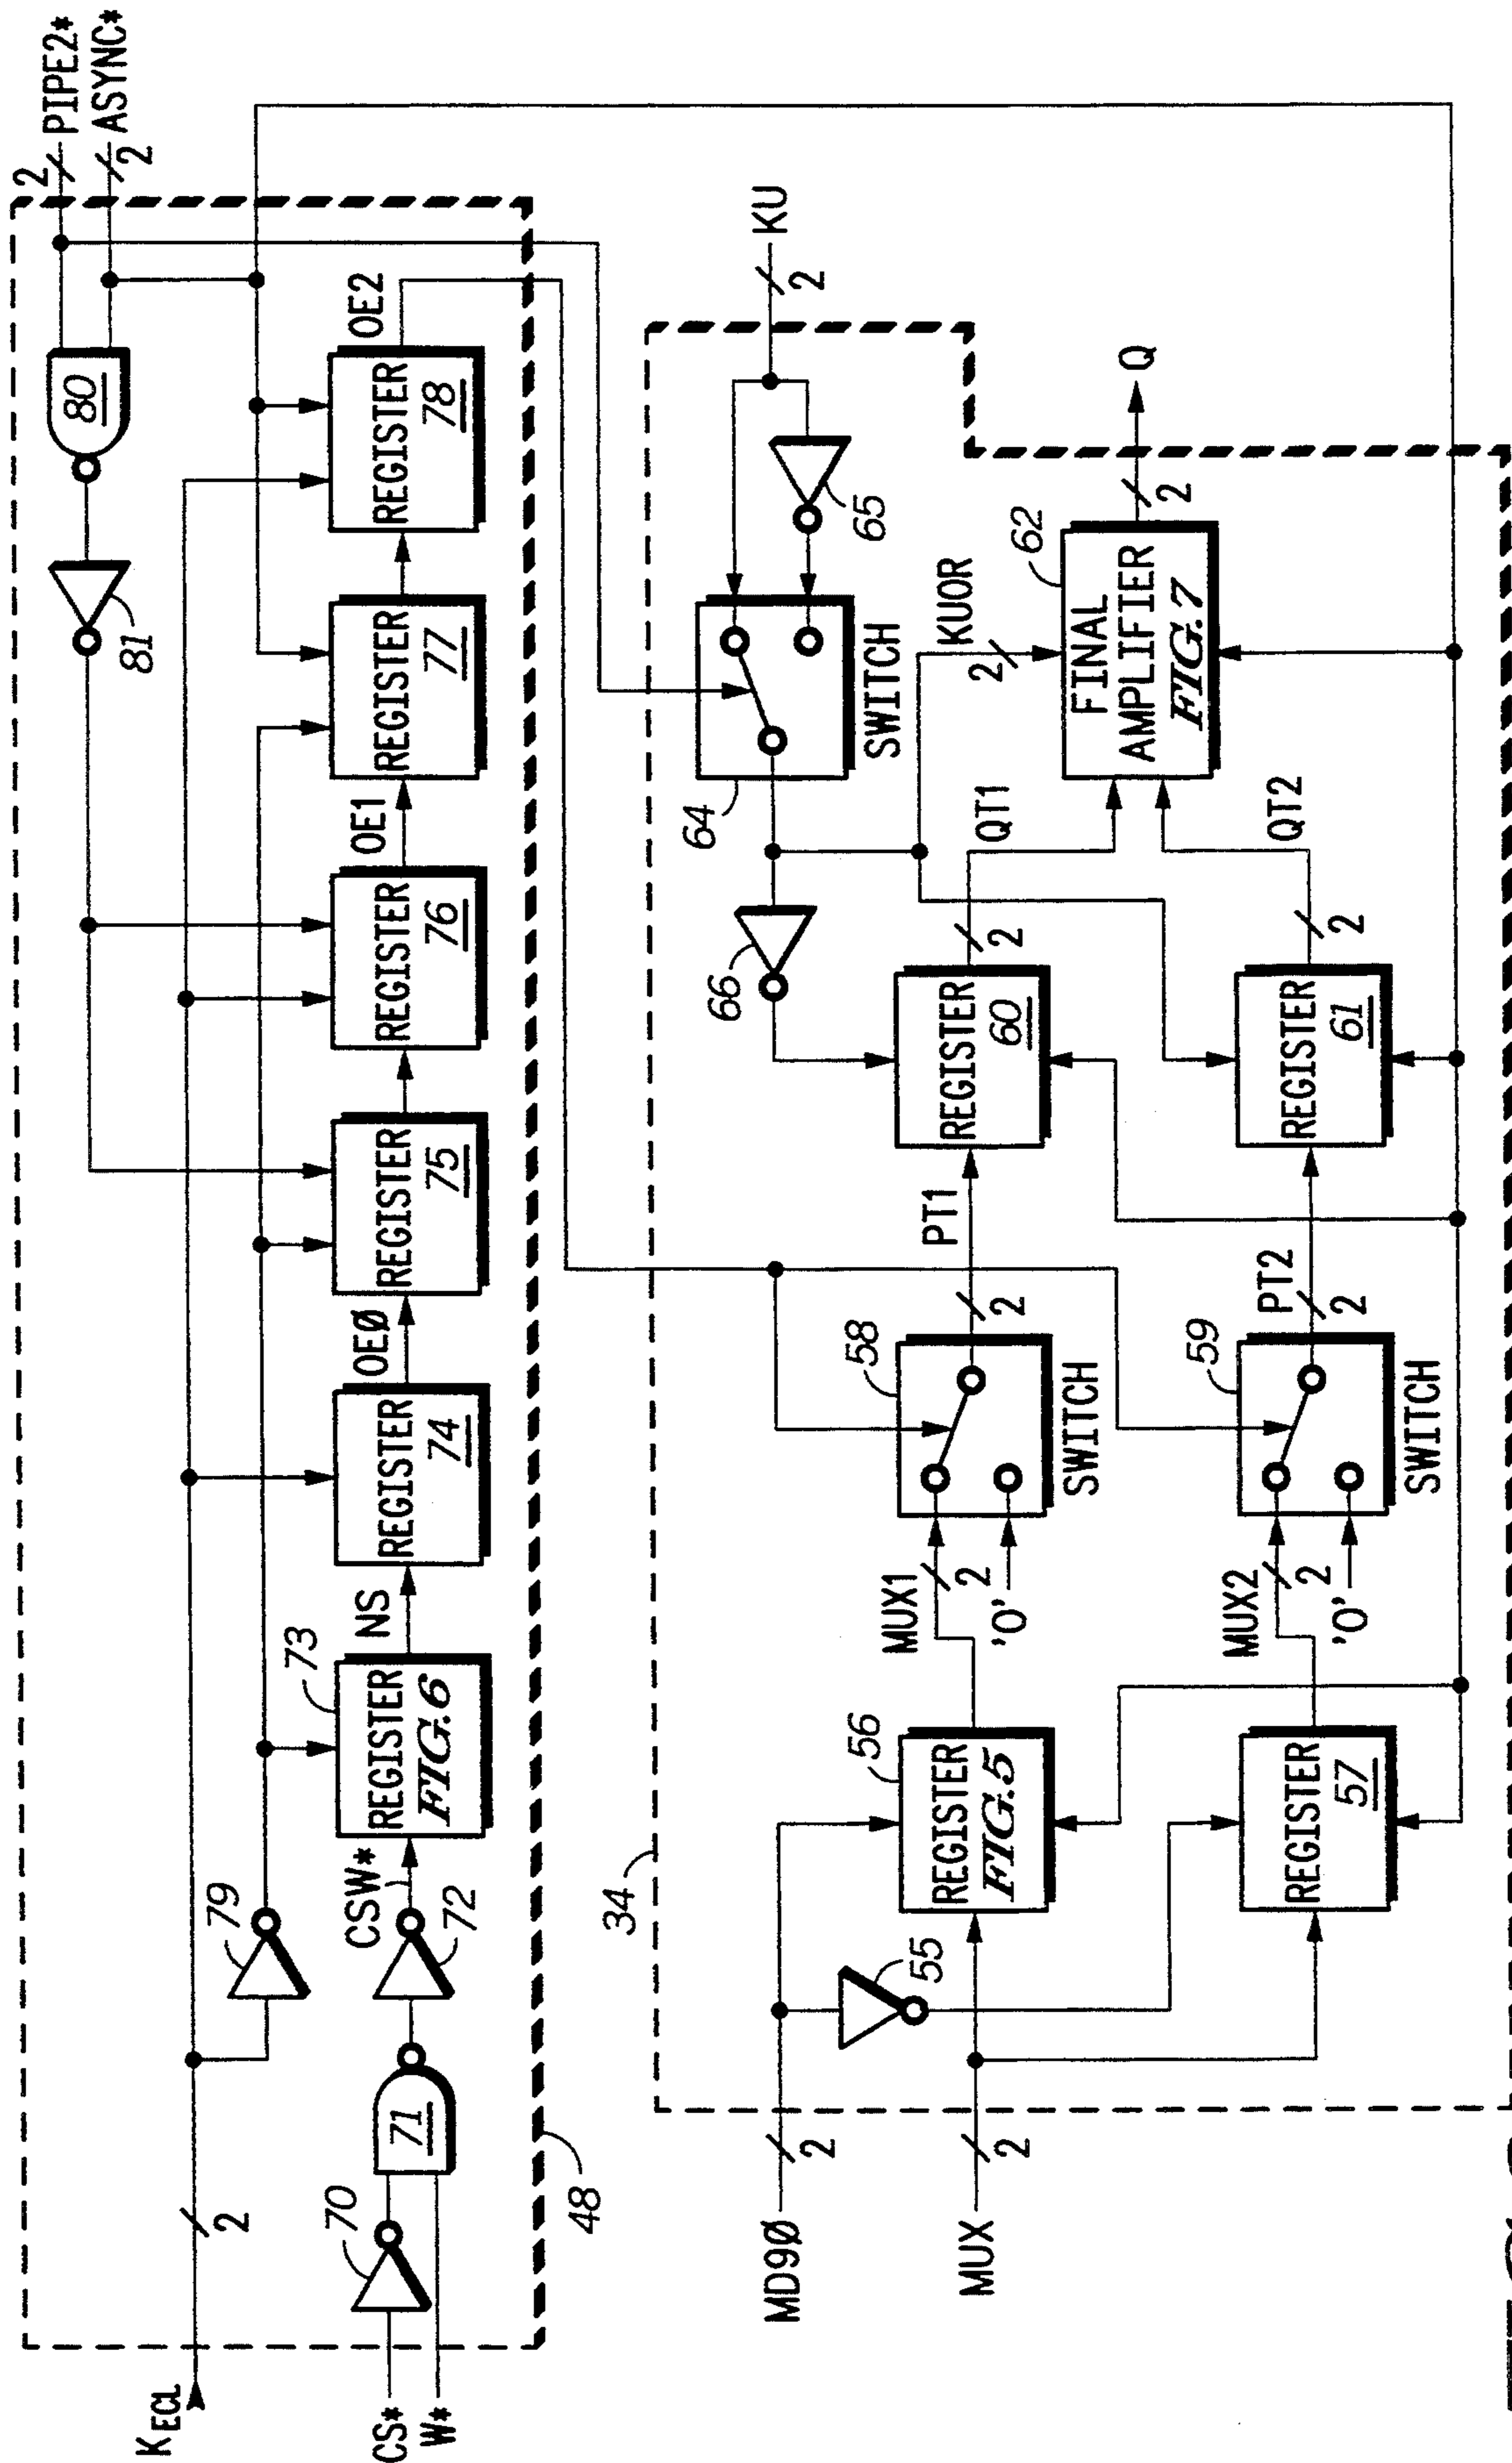 PIPE2*
ASYNC*
2
2
80
81
OE2
REGISTER
78
REGISTER
77
OE1
REGISTER
76
REGISTER
75
OEØ
REGISTER
74
NS
73
REGISTER
FIG.6
CSW*
72
79
71
70
2
48
KECL
CS*
W*
KU
2
65
SWITCH
64
66
KUOR
2
62
FINAL
AMPLIFIER
FIG.7
Q
2
QT1
2
QT2
2
REGISTER
60
REGISTER
61
PT1
2
PT2
2
58
SWITCH
59
SWITCH
MUX1
2
'0'
MUX2
2
'0'
56
REGISTER
FIG.5
REGISTER
57
34
55
MD9Ø
2
MUX
2